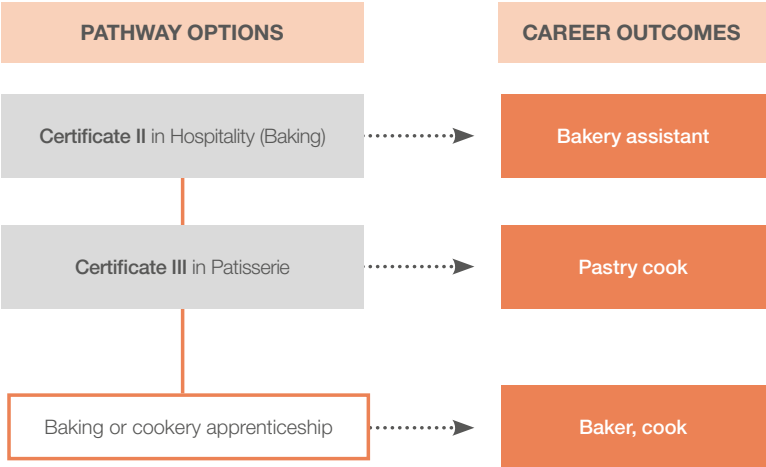 PATHWAY OPTIONS
CAREER OUTCOMES
Certificate II in Hospitality (Baking)
Bakery assistant
Certificate III in Patisserie
Pastry cook
Baking or cookery apprenticeship
Baker, cook